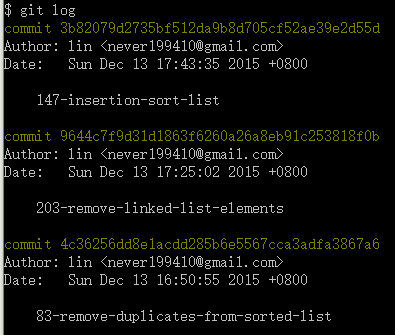 $ git log
commit 3b82079d2735bf512da9b8d705cf52ae39e2d55d
Author: lin <never199410@gmail.com>
Date:   Sun Dec 13 17:43:35 2015 +0800
147-insertion-sort-list
commit 9644c7f9d31d1863f6260a26a8eb91c253818f0b
Author: lin <never199410@gmail.com>
Date:   Sun Dec 13 17:25:02 2015 +0800
203-remove-linked-list-elements
commit 4c36256dd8e1acdd285b6e5567cca3adfa3867a6
Author: lin <never199410@gmail.com>
Date:   Sun Dec 13 16:50:55 2015 +0800
83-remove-duplicates-from-sorted-list